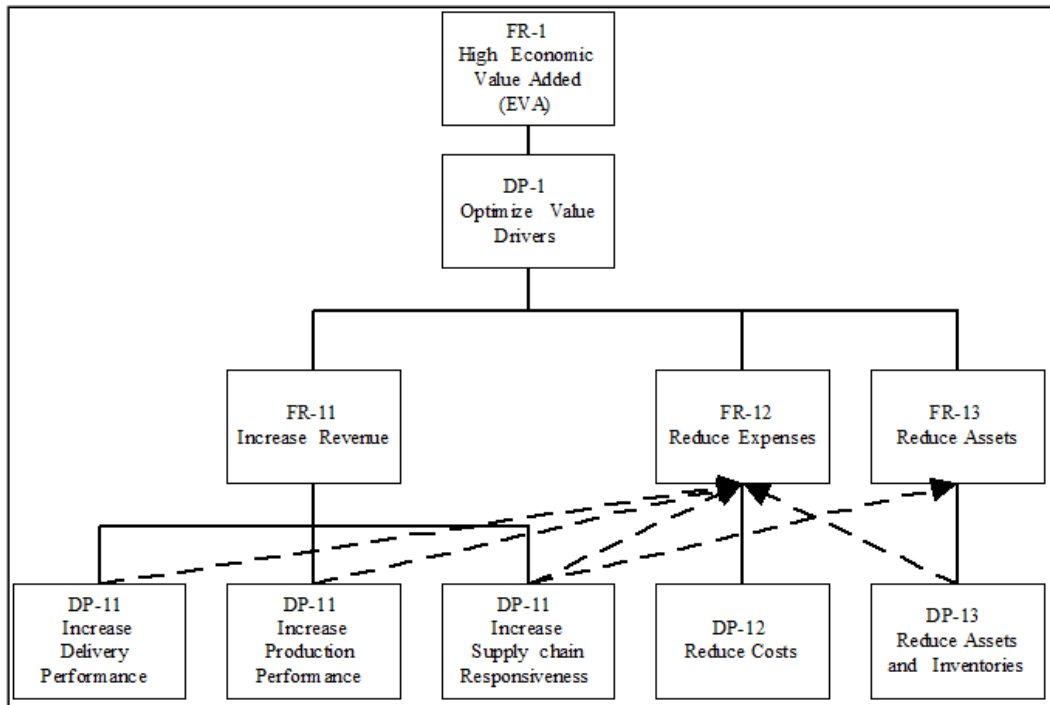 FR-1
High Economic
Value Added
(EVA)
DP-1
Optimize Value
Drivers
FR-11
Increase Revenue
FR-12
Reduce Expenses
FR-13
Reduce Assets
DP-11
Increase
Delivery
Performance
DP-11
Increase
Production
Performance
DP-11
Increase
Supply chain
Responsiveness
DP-12
Reduce Costs
DP-13
Reduce Assets
and Inventories